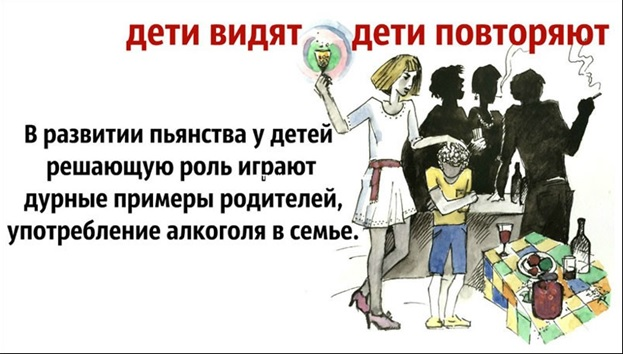 дети видят дети повторяют
В развитии пьянства у детей
решающую роль играют
дурные примеры родителей,
употребление алкоголя в семье.